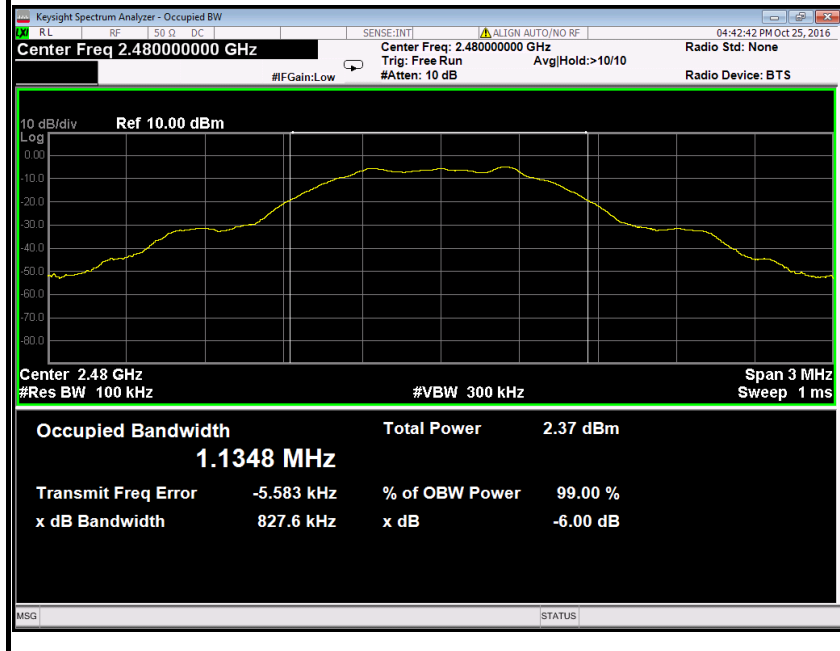 Keysight Spectrum Analyzer - Occupied BW
LXI RL RF 50 Ω DC SENSE:INT ALIGN AUTO/NO RF 04:42:42 PM Oct 25, 2016
Center Freq 2.480000000 GHz Center Freq: 2.480000000 GHz Radio Std: None
Trig: Free Run Avg|Hold:>10/10
#IFGain:Low #Atten: 10 dB Radio Device: BTS
10 dB/div Ref 10.00 dBm
Log
0.00
-10.0
-20.0
-30.0
-40.0
-50.0
-60.0
-70.0
-80.0
Center 2.48 GHz Span 3 MHz
#Res BW 100 kHz #VBW 300 kHz Sweep 1 ms
Occupied Bandwidth Total Power 2.37 dBm
1.1348 MHz
Transmit Freq Error -5.583 kHz % of OBW Power 99.00 %
x dB Bandwidth 827.6 kHz x dB -6.00 dB
MSG STATUS